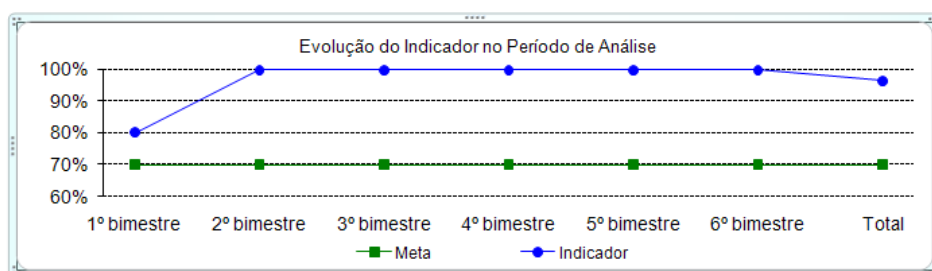 Evolução do Indicador no Período de Análise
100%
90%
80%
70%
60%
1º bimestre 2º bimestre 3º bimestre 4º bimestre 5º bimestre 6º bimestre Total
Meta Indicador